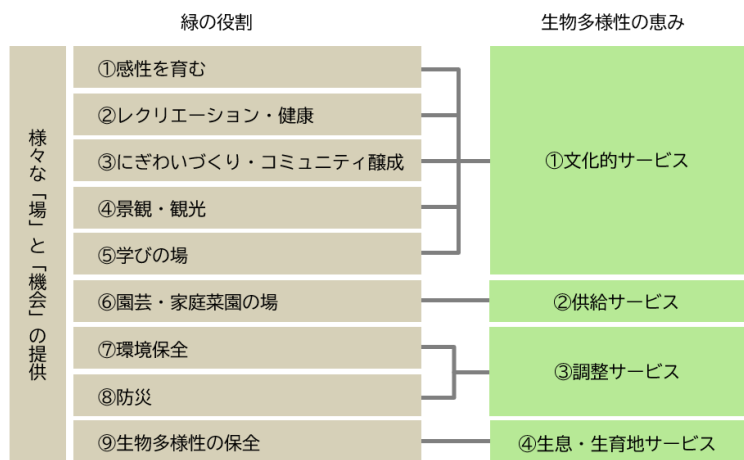 緑の役割
生物多様性の恵み
様々な「場」と「機会」の提供
①感性を育む
②レクリエーション・健康
③にぎわいづくり・コミュニティ醸成
④景観・観光
⑤学びの場
⑥園芸・家庭菜園の場
⑦環境保全
⑧防災
⑨生物多様性の保全
①文化的サービス
②供給サービス
③調整サービス
④生息・生育地サービス